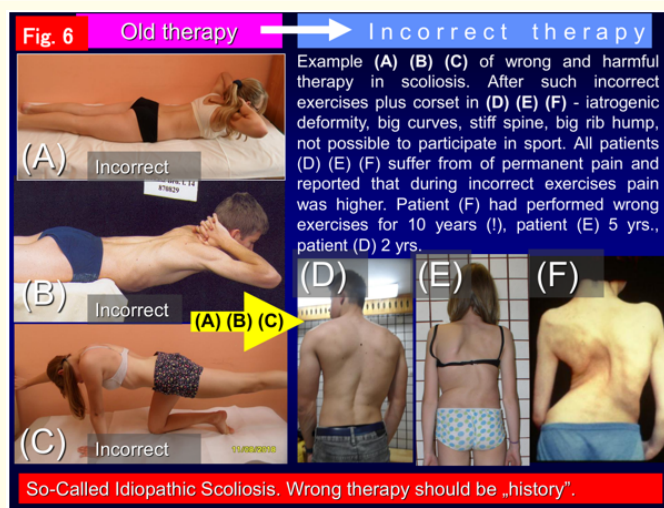 Fig. 6
Old therapy
Incorrect therapy
Example (A) (B) (C) of wrong and harmful
therapy in scoliosis. After such incorrect
exercises plus corset in (D) (E) (F) - iatrogenic
deformity, big curves, stiff spine, big rib hump,
not possible to participate in sport. All patients
(D) (E) (F) suffer from of permanent pain and
reported that during incorrect exercises pain
was higher. Patient (F) had performed wrong
exercises for 10 years (!), patient (E) 5 yrs.,
patient (D) 2 yrs.
(A)
Incorrect
870829
(B)
Incorrect
(A) (B) (C)
(D)
(E)
(F)
(C)
Incorrect
So-Called Idiopathic Scoliosis. Wrong therapy should be „history".